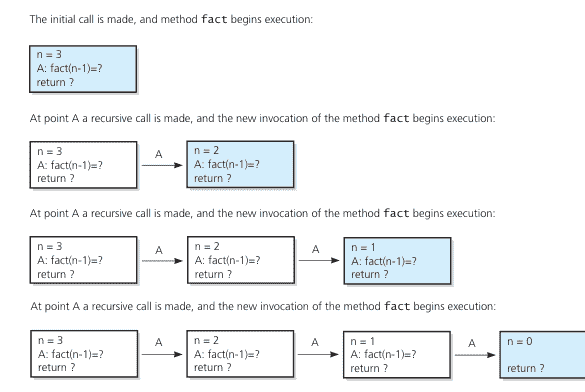 The initial call is made, and method fact begins execution:
n = 3
A: fact(n-1)=?
return ?
At point A a recursive call is made, and the new invocation of the method fact begins execution:
n = 3
A: fact(n-1)=?
return ?
A
n = 2
A: fact(n-1)=?
return ?
At point A a recursive call is made, and the new invocation of the method fact begins execution:
n = 3
A: fact(n-1)=?
return ?
A
n = 2
A: fact(n-1)=?
return ?
A
n = 1
A: fact(n-1)=?
return ?
At point A a recursive call is made, and the new invocation of the method fact begins execution:
n = 3
A: fact(n-1)=?
return ?
A
n = 2
A: fact(n-1)=?
return ?
A
n = 1
A: fact(n-1)=?
return ?
A
n = 0
return ?